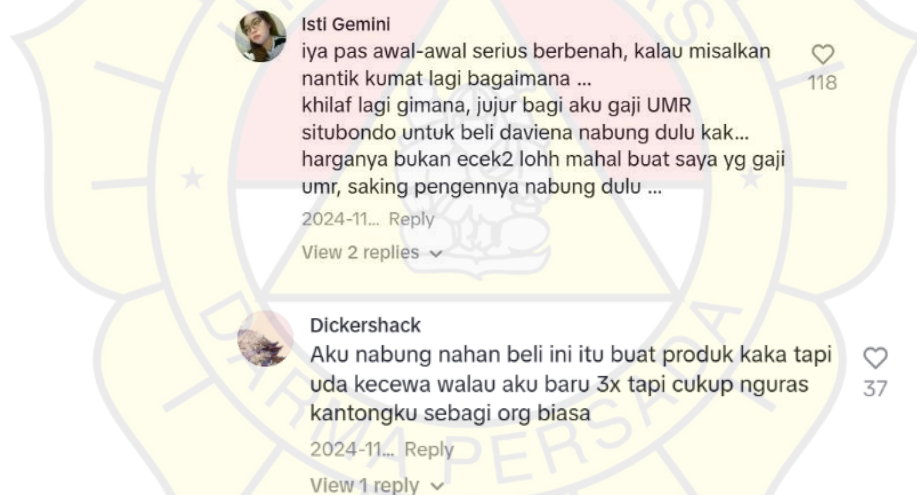 Isti Gemini
iya pas awal-awal serius berbenah, kalau misalkan
nantik kumat lagi bagaimana ...
118
khilaf lagi gimana, jujur bagi aku gaji UMR
situbondo untuk beli daviena nabung dulu kak...
harganya bukan ecek2 lohh mahal buat saya yg gaji
umr, saking pengennya nabung dulu ...
2024-11... Reply
View 2 replies
Dickershack
Aku nabung nahan beli ini itu buat produk kaka tapi
uda kecewa walau aku baru 3x tapi cukup nguras
37
kantongku sebagi org biasa
2024-11... Reply
View 1 reply
DARMA PERSADA